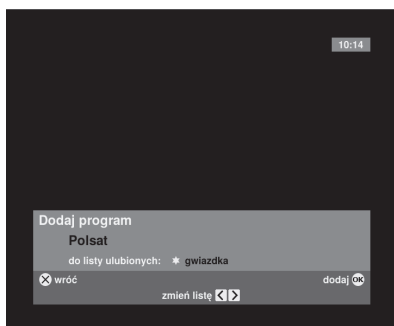 10:14
Dodaj program
Polsat
do listy ulubionych: ✱ gwiazdka
wróć dodaj OK
zmień listę